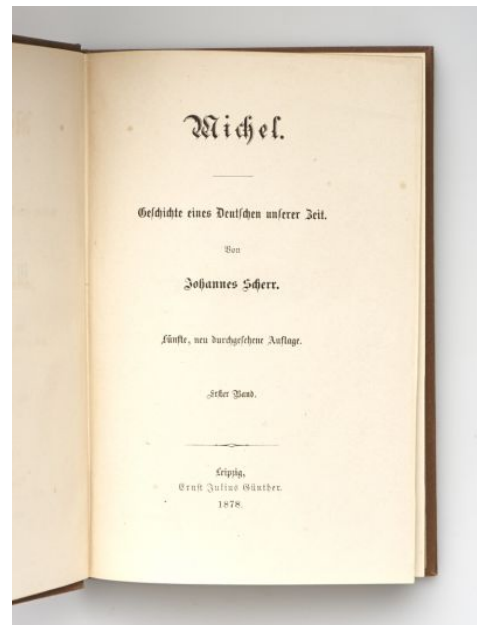 Michel.
Geschichte eines Deutschen unserer Zeit.
Von
Johannes Scherr.
Fünfte, neu durchgesehene Auflage.
Erster Band.
Leipzig,
Ernst Julius Günther.
1878.